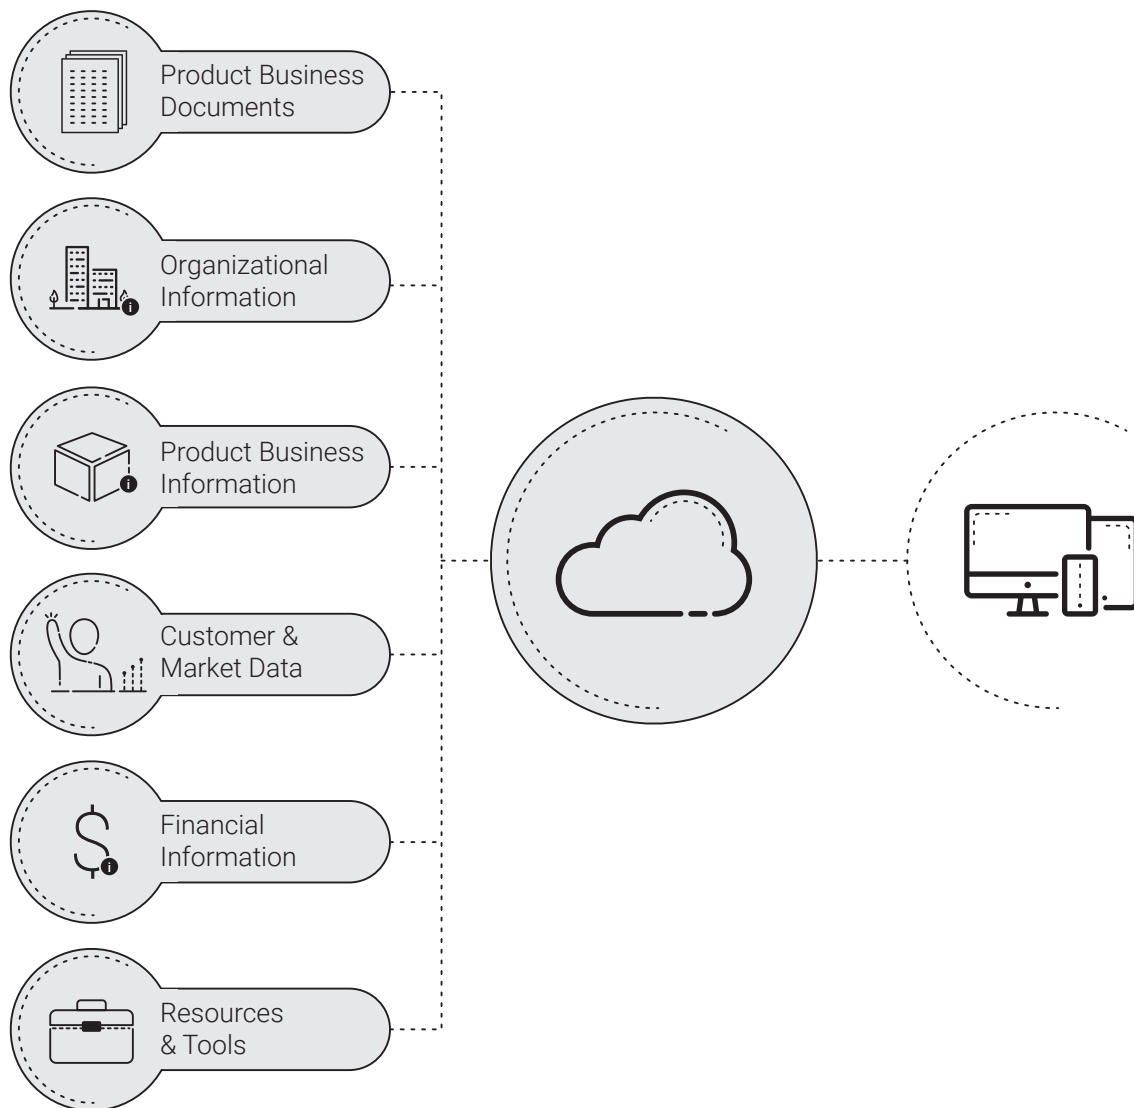 Product Business
Documents
Organizational
Information
Product Business
Information
Customer &
Market Data
Financial
Information
Resources
& Tools